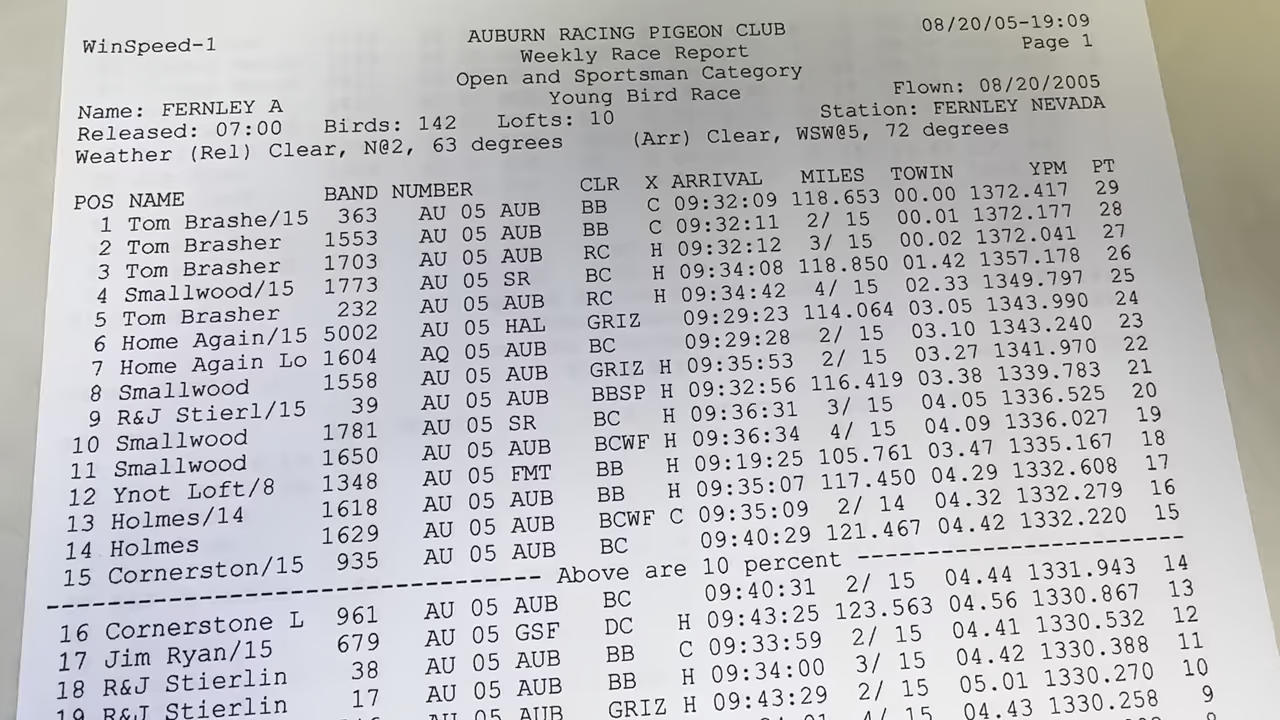 WinSpeed-1 AUBURN RACING PIGEON CLUB 08/20/05-19:09
Weekly Race Report Page 1
Open and Sportsman Category
Name: FERNLEY A Young Bird Race Flown: 08/20/2005
Released: 07:00 Birds: 142 Lofts: 10 Station: FERNLEY NEVADA
Weather (Rel) Clear, N@2, 63 degrees (Arr) Clear, WSW@5, 72 degrees
POS NAME BAND NUMBER CLR X ARRIVAL MILES TOWIN YPM PT
1 Tom Brashe/15 363 AU 05 AUB BB C 09:32:09 118.653 00.00 1372.417 29
2 Tom Brasher 1553 AU 05 AUB BB C 09:32:11 2/ 15 00.01 1372.177 28
3 Tom Brasher 1703 AU 05 AUB RC H 09:32:12 3/ 15 00.02 1372.041 27
4 Smallwood/15 1773 AU 05 SR BC H 09:34:08 118.850 01.42 1357.178 26
5 Tom Brasher 232 AU 05 AUB RC H 09:34:42 4/ 15 02.33 1349.797 25
6 Home Again/15 5002 AU 05 HAL GRIZ 09:29:23 114.064 03.05 1343.990 24
7 Home Again Lo 1604 AQ 05 AUB BC 09:29:28 2/ 15 03.10 1343.240 23
8 Smallwood 1558 AU 05 AUB GRIZ H 09:35:53 2/ 15 03.27 1341.970 22
9 R&J Stierl/15 39 AU 05 AUB BBSP H 09:32:56 116.419 03.38 1339.783 21
10 Smallwood 1781 AU 05 SR BC H 09:36:31 3/ 15 04.05 1336.525 20
11 Smallwood 1650 AU 05 AUB BCWF H 09:36:34 4/ 15 04.09 1336.027 19
12 Ynot Loft/8 1348 AU 05 FMT BB H 09:19:25 105.761 03.47 1335.167 18
13 Holmes/14 1618 AU 05 AUB BB H 09:35:07 117.450 04.29 1332.608 17
14 Holmes 1629 AU 05 AUB BCWF C 09:35:09 2/ 14 04.32 1332.279 16
15 Cornerston/15 935 AU 05 AUB BC 09:40:29 121.467 04.42 1332.220 15
------------------------------ Above are 10 percent ------------------------
16 Cornerstone L 961 AU 05 AUB BC 09:40:31 2/ 15 04.44 1331.943 14
17 Jim Ryan/15 679 AU 05 GSF DC H 09:43:25 123.563 04.56 1330.867 13
18 R&J Stierlin 38 AU 05 AUB BB C 09:33:59 2/ 15 04.41 1330.532 12
19 R&J Stierlin 17 AU 05 AUB BB H 09:34:00 3/ 15 04.42 1330.388 11
AU 05 AUB GRIZ H 09:43:29 2/ 15 05.01 1330.270 10
4/ 15 04.43 1330.258 9